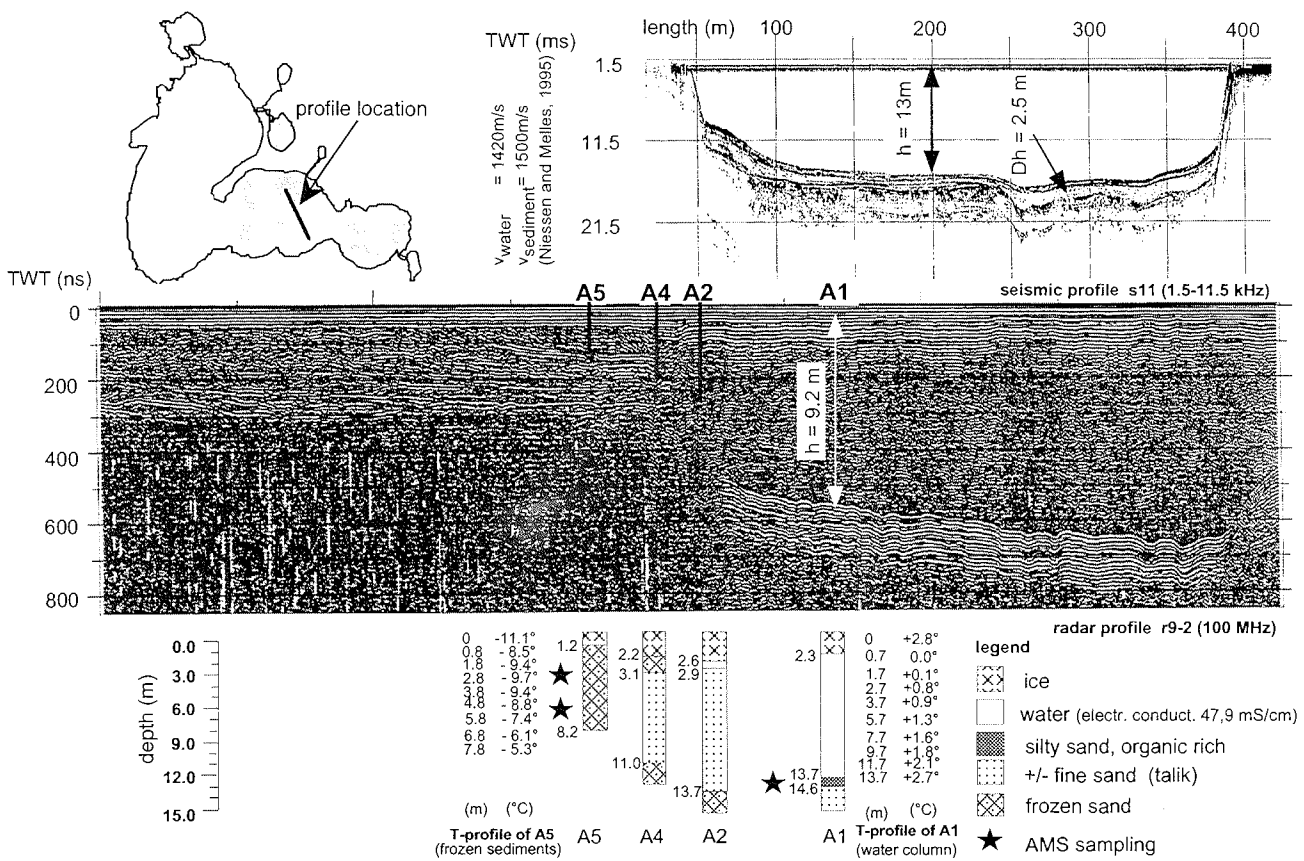 profile location
TWT (ms)
length (m) 100 200 300 400
1.5
11.5
21.5
v water = 1420m/s
v sediment = 1500m/s
(Niessen and Melles, 1995)
h = 13m
Dh = 2.5 m
seismic profile s11 (1.5-11.5 kHz)
TWT (ns)
A5 A4 A2 A1
0
200
400
600
800
h = 9.2 m
radar profile r9-2 (100 MHz)
depth (m)
0.0
3.0
6.0
9.0
12.0
15.0
0 -11.1°
0.8 -8.5°
1.8 -9.4°
2.8 -9.7°
3.8 -9.4°
4.8 -8.8°
5.8 -7.4°
6.8 -6.1°
7.8 -5.3°
(m) (°C)
T-profile of A5
(frozen sediments)
1.2
8.2
A5
2.2
3.1
11.0
A4
2.6
2.9
13.7
A2
2.3
13.7
14.6
A1
0 +2.8°
0.7 0.0°
1.7 +0.1°
2.7 +0.8°
3.7 +0.9°
5.7 +1.3°
7.7 +1.6°
9.7 +1.8°
11.7 +2.1°
13.7 +2.7°
(m) (°C)
T-profile of A1
(water column)
legend
ice
water (electr. conduct. 47,9 mS/cm)
silty sand, organic rich
+/- fine sand (talik)
frozen sand
AMS sampling